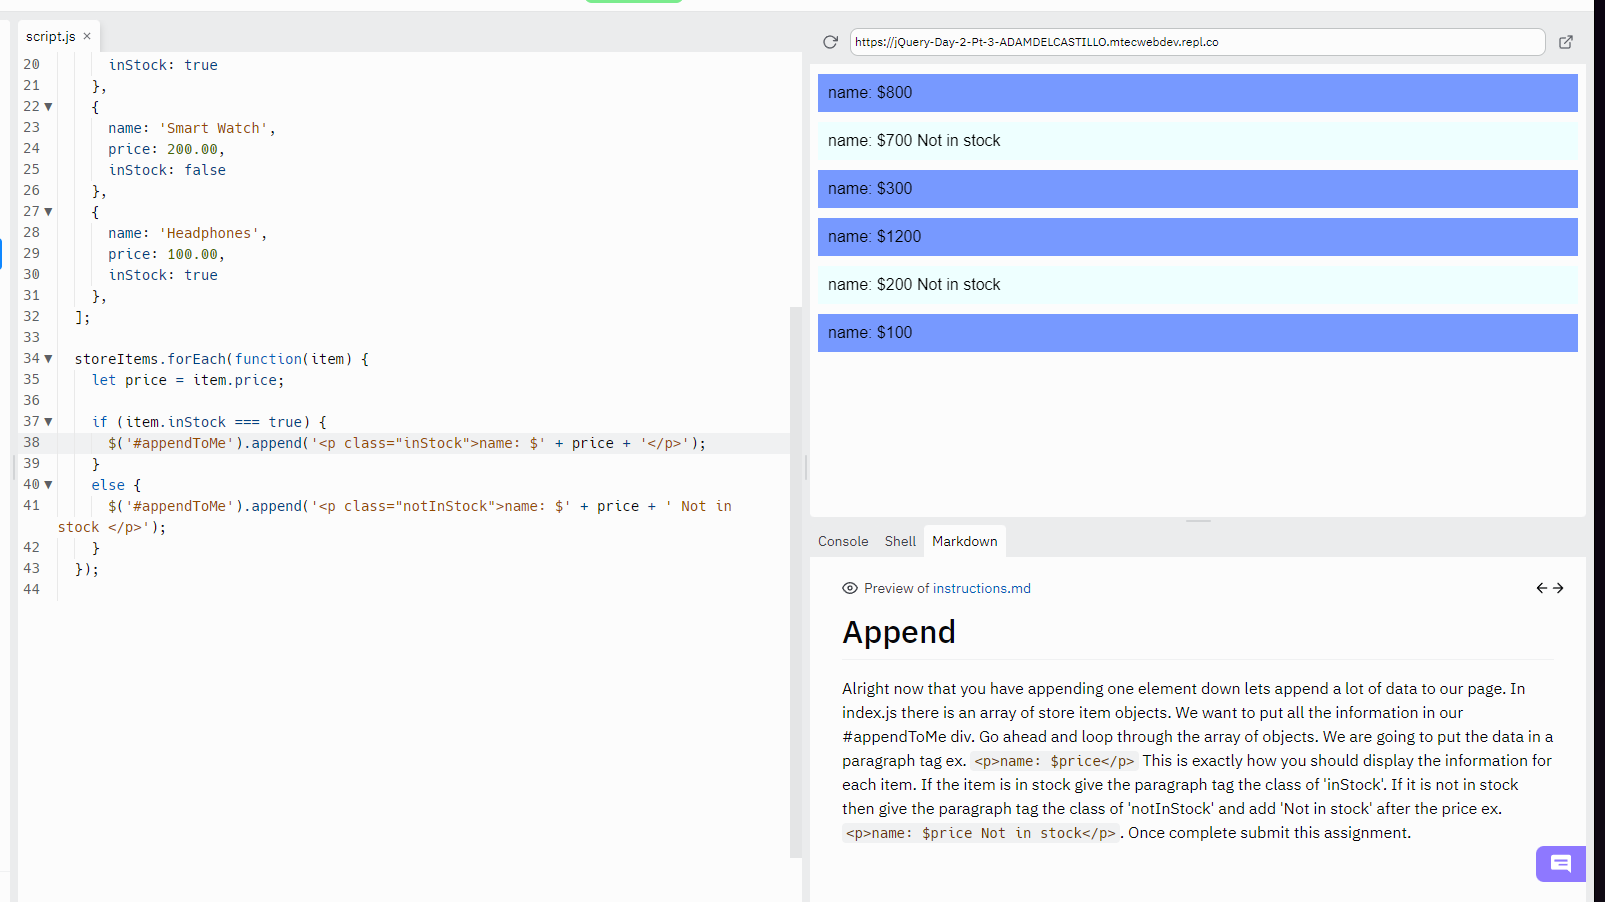 script.js ×
20 inStock: true
21 },
22 {
23 name: 'Smart Watch',
24 price: 200.00,
25 inStock: false
26 },
27 {
28 name: 'Headphones',
29 price: 100.00,
30 inStock: true
31 },
32 ];
33
34 storeItems.forEach(function(item) {
35 let price = item.price;
36
37 if (item.inStock === true) {
38 $('#appendToMe').append('<p class="inStock">name: $' + price + '</p>');
39 }
40 else {
41 $('#appendToMe').append('<p class="notInStock">name: $' + price + ' Not in
stock </p>');
42 }
43 });
44
https://jQuery-Day-2-Pt-3-ADAMDELCASTILLO.mtecwebdev.repl.co
name: $800
name: $700 Not in stock
name: $300
name: $1200
name: $200 Not in stock
name: $100
Console Shell Markdown
Preview of instructions.md
Append
Alright now that you have appending one element down lets append a lot of data to our page. In
index.js there is an array of store item objects. We want to put all the information in our
#appendToMe div. Go ahead and loop through the array of objects. We are going to put the data in a
paragraph tag ex. <p>name: $price</p> This is exactly how you should display the information for
each item. If the item is in stock give the paragraph tag the class of 'inStock'. If it is not in stock
then give the paragraph tag the class of 'notInStock' and add 'Not in stock' after the price ex.
<p>name: $price Not in stock</p> . Once complete submit this assignment.